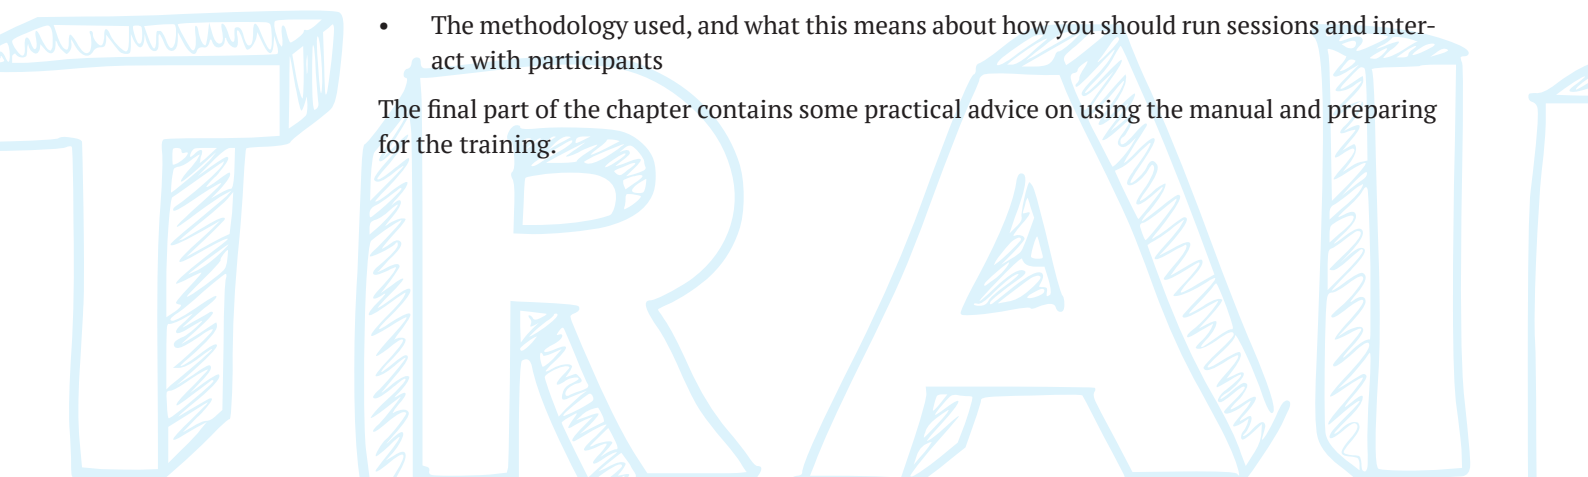 • The methodology used, and what this means about how you should run sessions and inter-
act with participants
The final part of the chapter contains some practical advice on using the manual and preparing
for the training.
TRAI